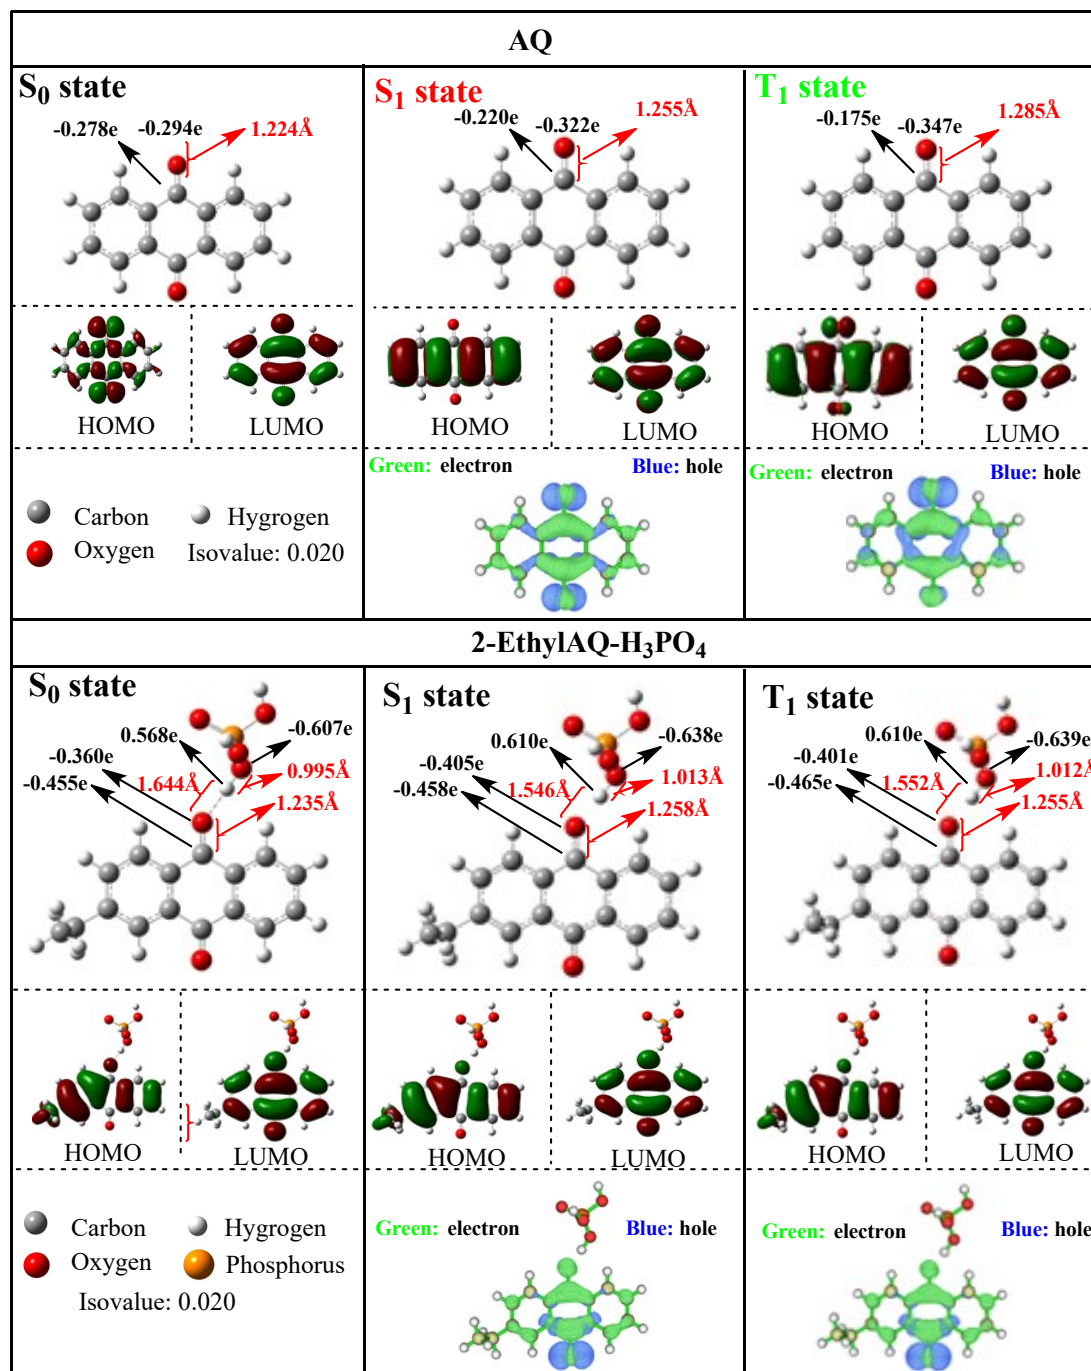 AQ
S0 state
-0.278e
-0.294e
1.224Å
HOMO
LUMO
Carbon
Hygrogen
Oxygen
Isovalue: 0.020
S1 state
-0.220e
-0.322e
1.255Å
HOMO
LUMO
Green: electron
Blue: hole
T1 state
-0.175e
-0.347e
1.285Å
HOMO
LUMO
Green: electron
Blue: hole
2-EthylAQ-H3PO4
S0 state
0.568e
-0.607e
-0.360e
-0.455e
1.644Å
0.995Å
1.235Å
HOMO
LUMO
Carbon
Hygrogen
Oxygen
Phosphorus
Isovalue: 0.020
S1 state
0.610e
-0.638e
-0.405e
-0.458e
1.546Å
1.013Å
1.258Å
HOMO
LUMO
Green: electron
Blue: hole
T1 state
0.610e
-0.639e
-0.401e
-0.465e
1.552Å
1.012Å
1.255Å
HOMO
LUMO
Green: electron
Blue: hole